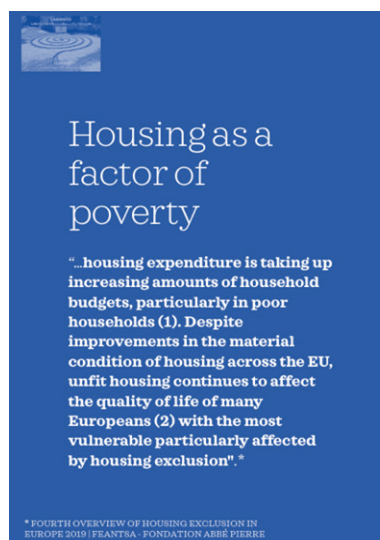 Housing as a
factor of
poverty
“...housing expenditure is taking up
increasing amounts of household
budgets, particularly in poor
households (1). Despite
improvements in the material
condition of housing across the EU,
unfit housing continues to affect
the quality of life of many
Europeans (2) with the most
vulnerable particularly affected
by housing exclusion".*
* FOURTH OVERVIEW OF HOUSING EXCLUSION IN
EUROPE 2019 | FEANTSA - FONDATION ABBÉ PIERRE